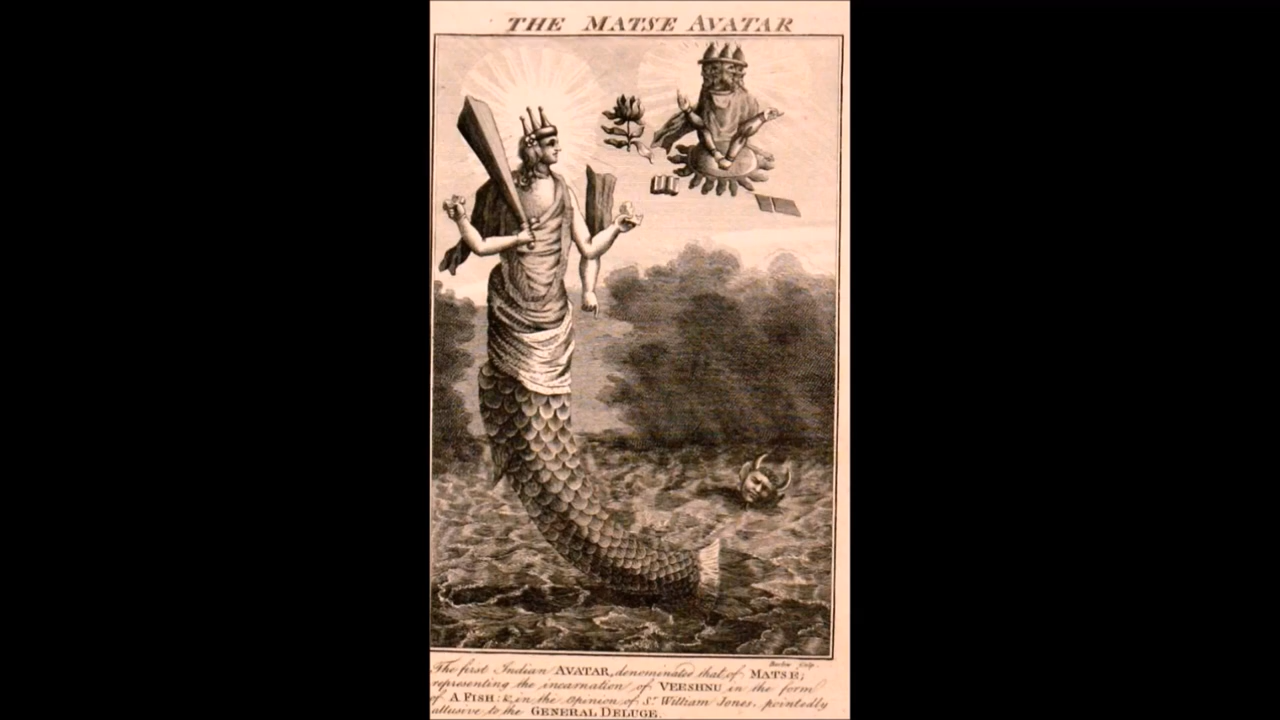 THE MATSE AVATAR
Barlow Sculp.
The first Indian AVATAR, denominated that of MATSE;
representing the incarnation of VEESHNU in the form
of A FISH: & in the Opinion of Sr. William Jones, pointedly
allusive to the GENERAL DELUGE.